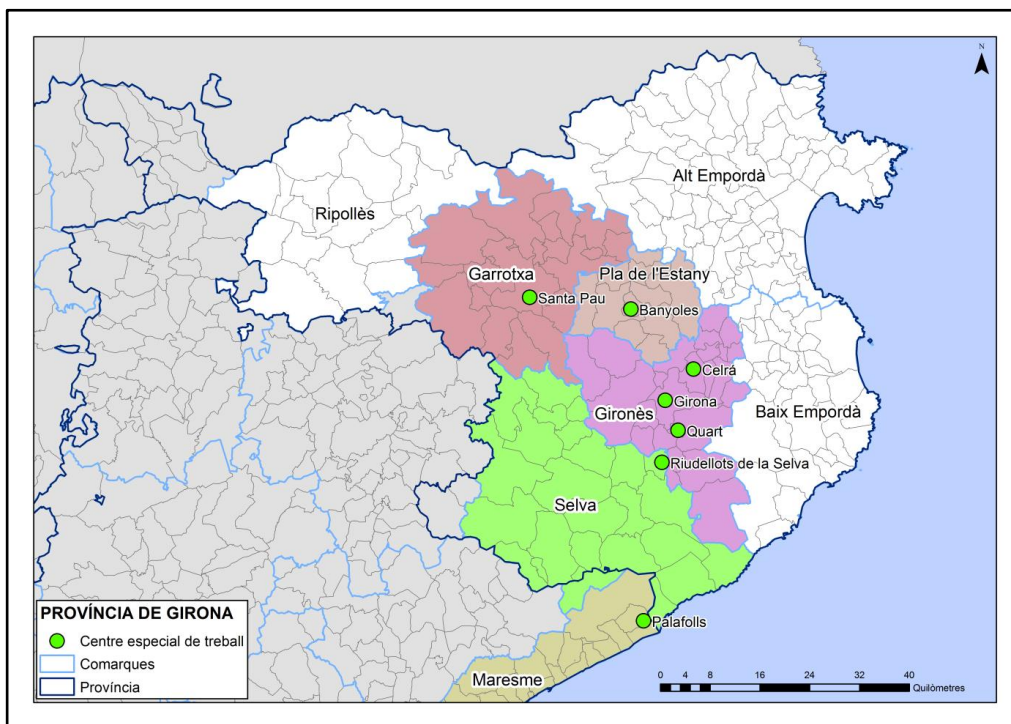 N
Alt Empordà
Ripollès
Garrotxa
Pla de l'Estany
Santa Pau
Banyoles
Celrá
Girona
Gironès
Baix Empordà
Quart
Riudellots de la Selva
Selva
Palafolls
Maresme
PROVÍNCIA DE GIRONA
Centre especial de treball
Comarques
Província
0 4 8 16 24 32 40
Quilòmetres